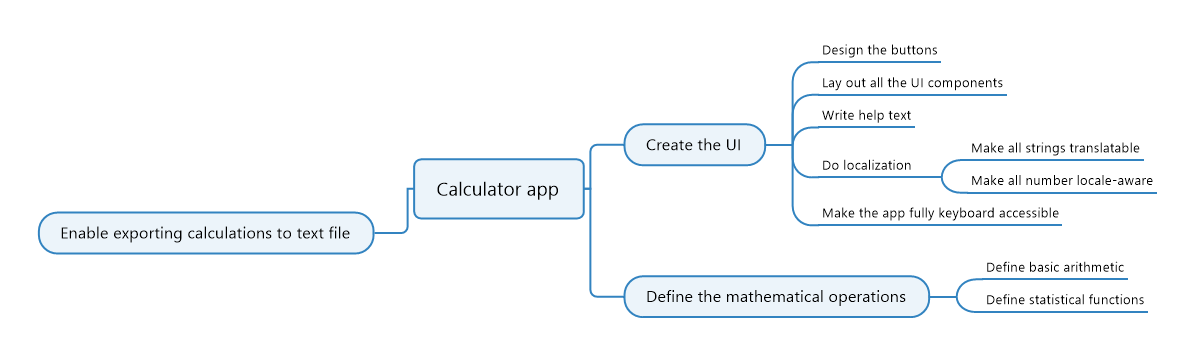 Design the buttons
Lay out all the UI components
Write help text
Create the UI
Make all strings translatable
Do localization
Make all number locale-aware
Calculator app
Make the app fully keyboard accessible
Enable exporting calculations to text file
Define basic arithmetic
Define the mathematical operations
Define statistical functions